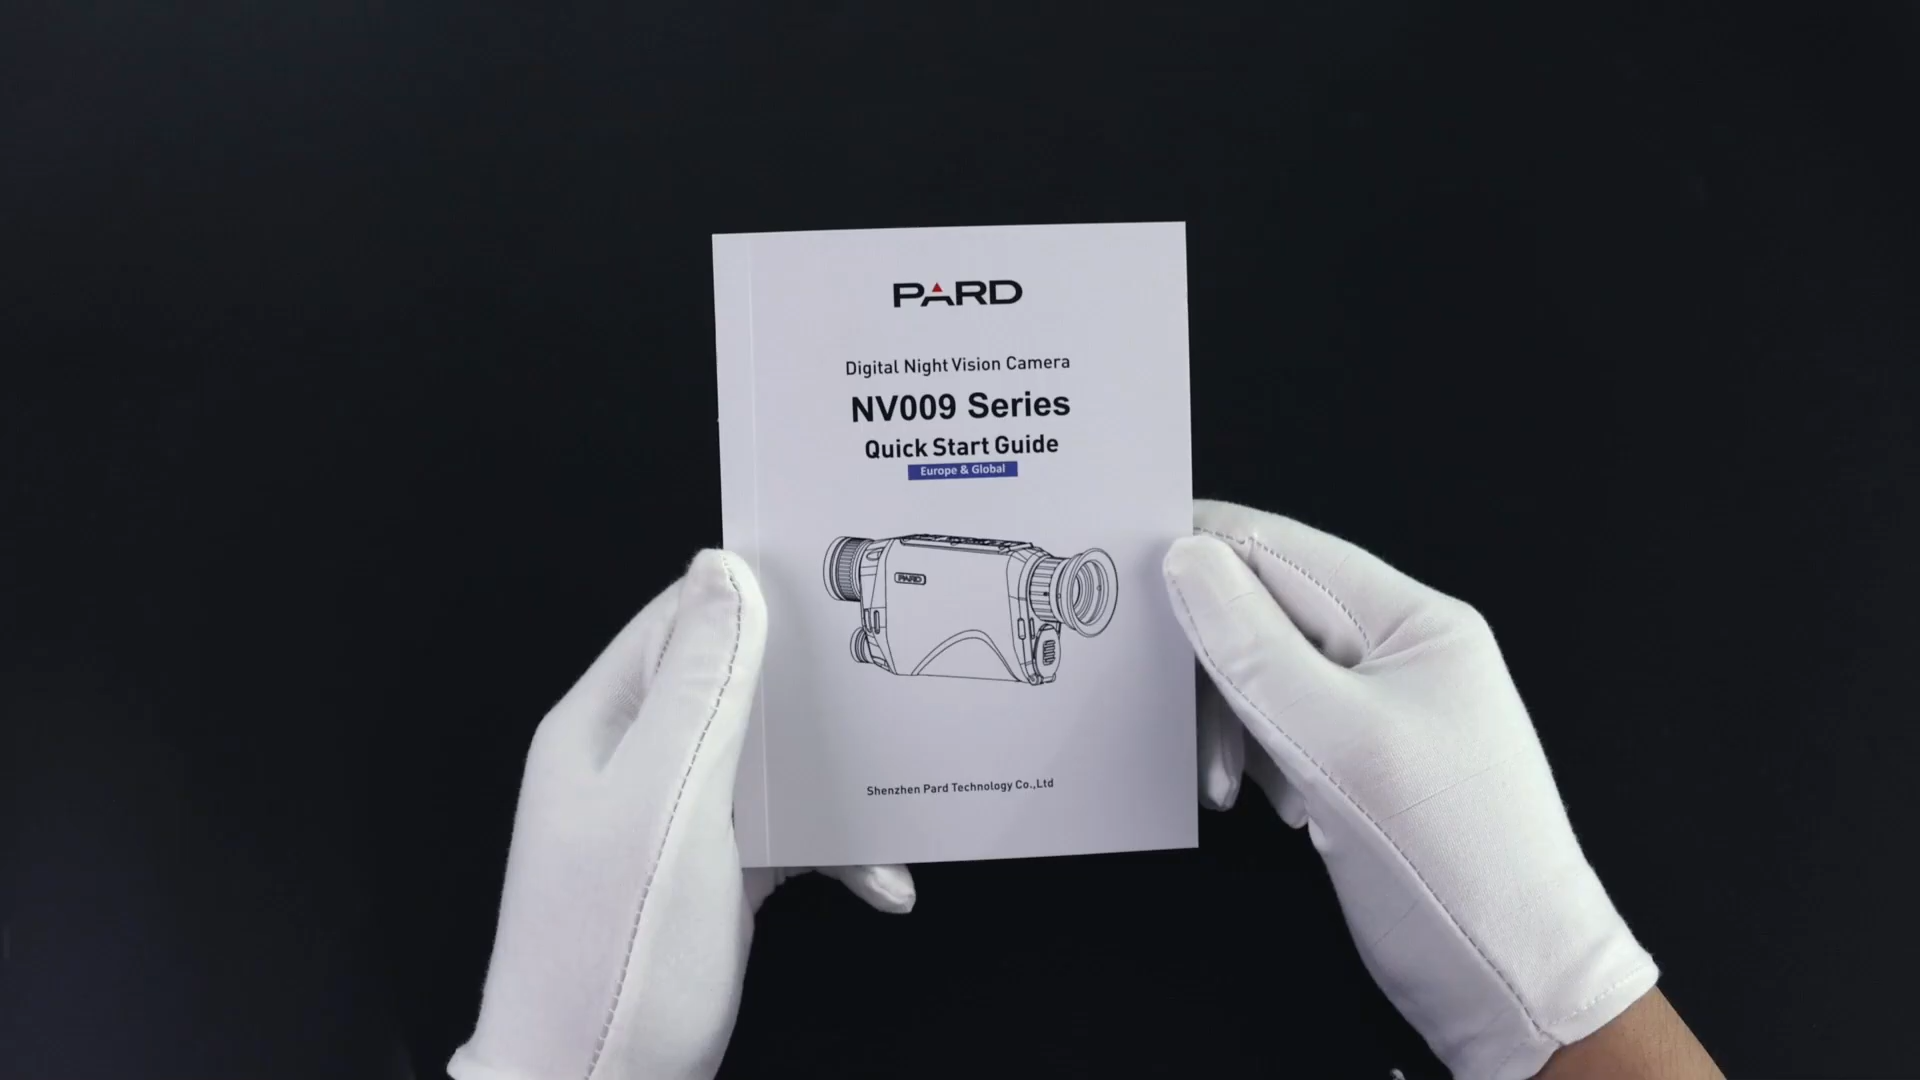 PARD
Digital Night Vision Camera
NV009 Series
Quick Start Guide
Europe & Global
PARD
Shenzhen Pard Technology Co.,Ltd